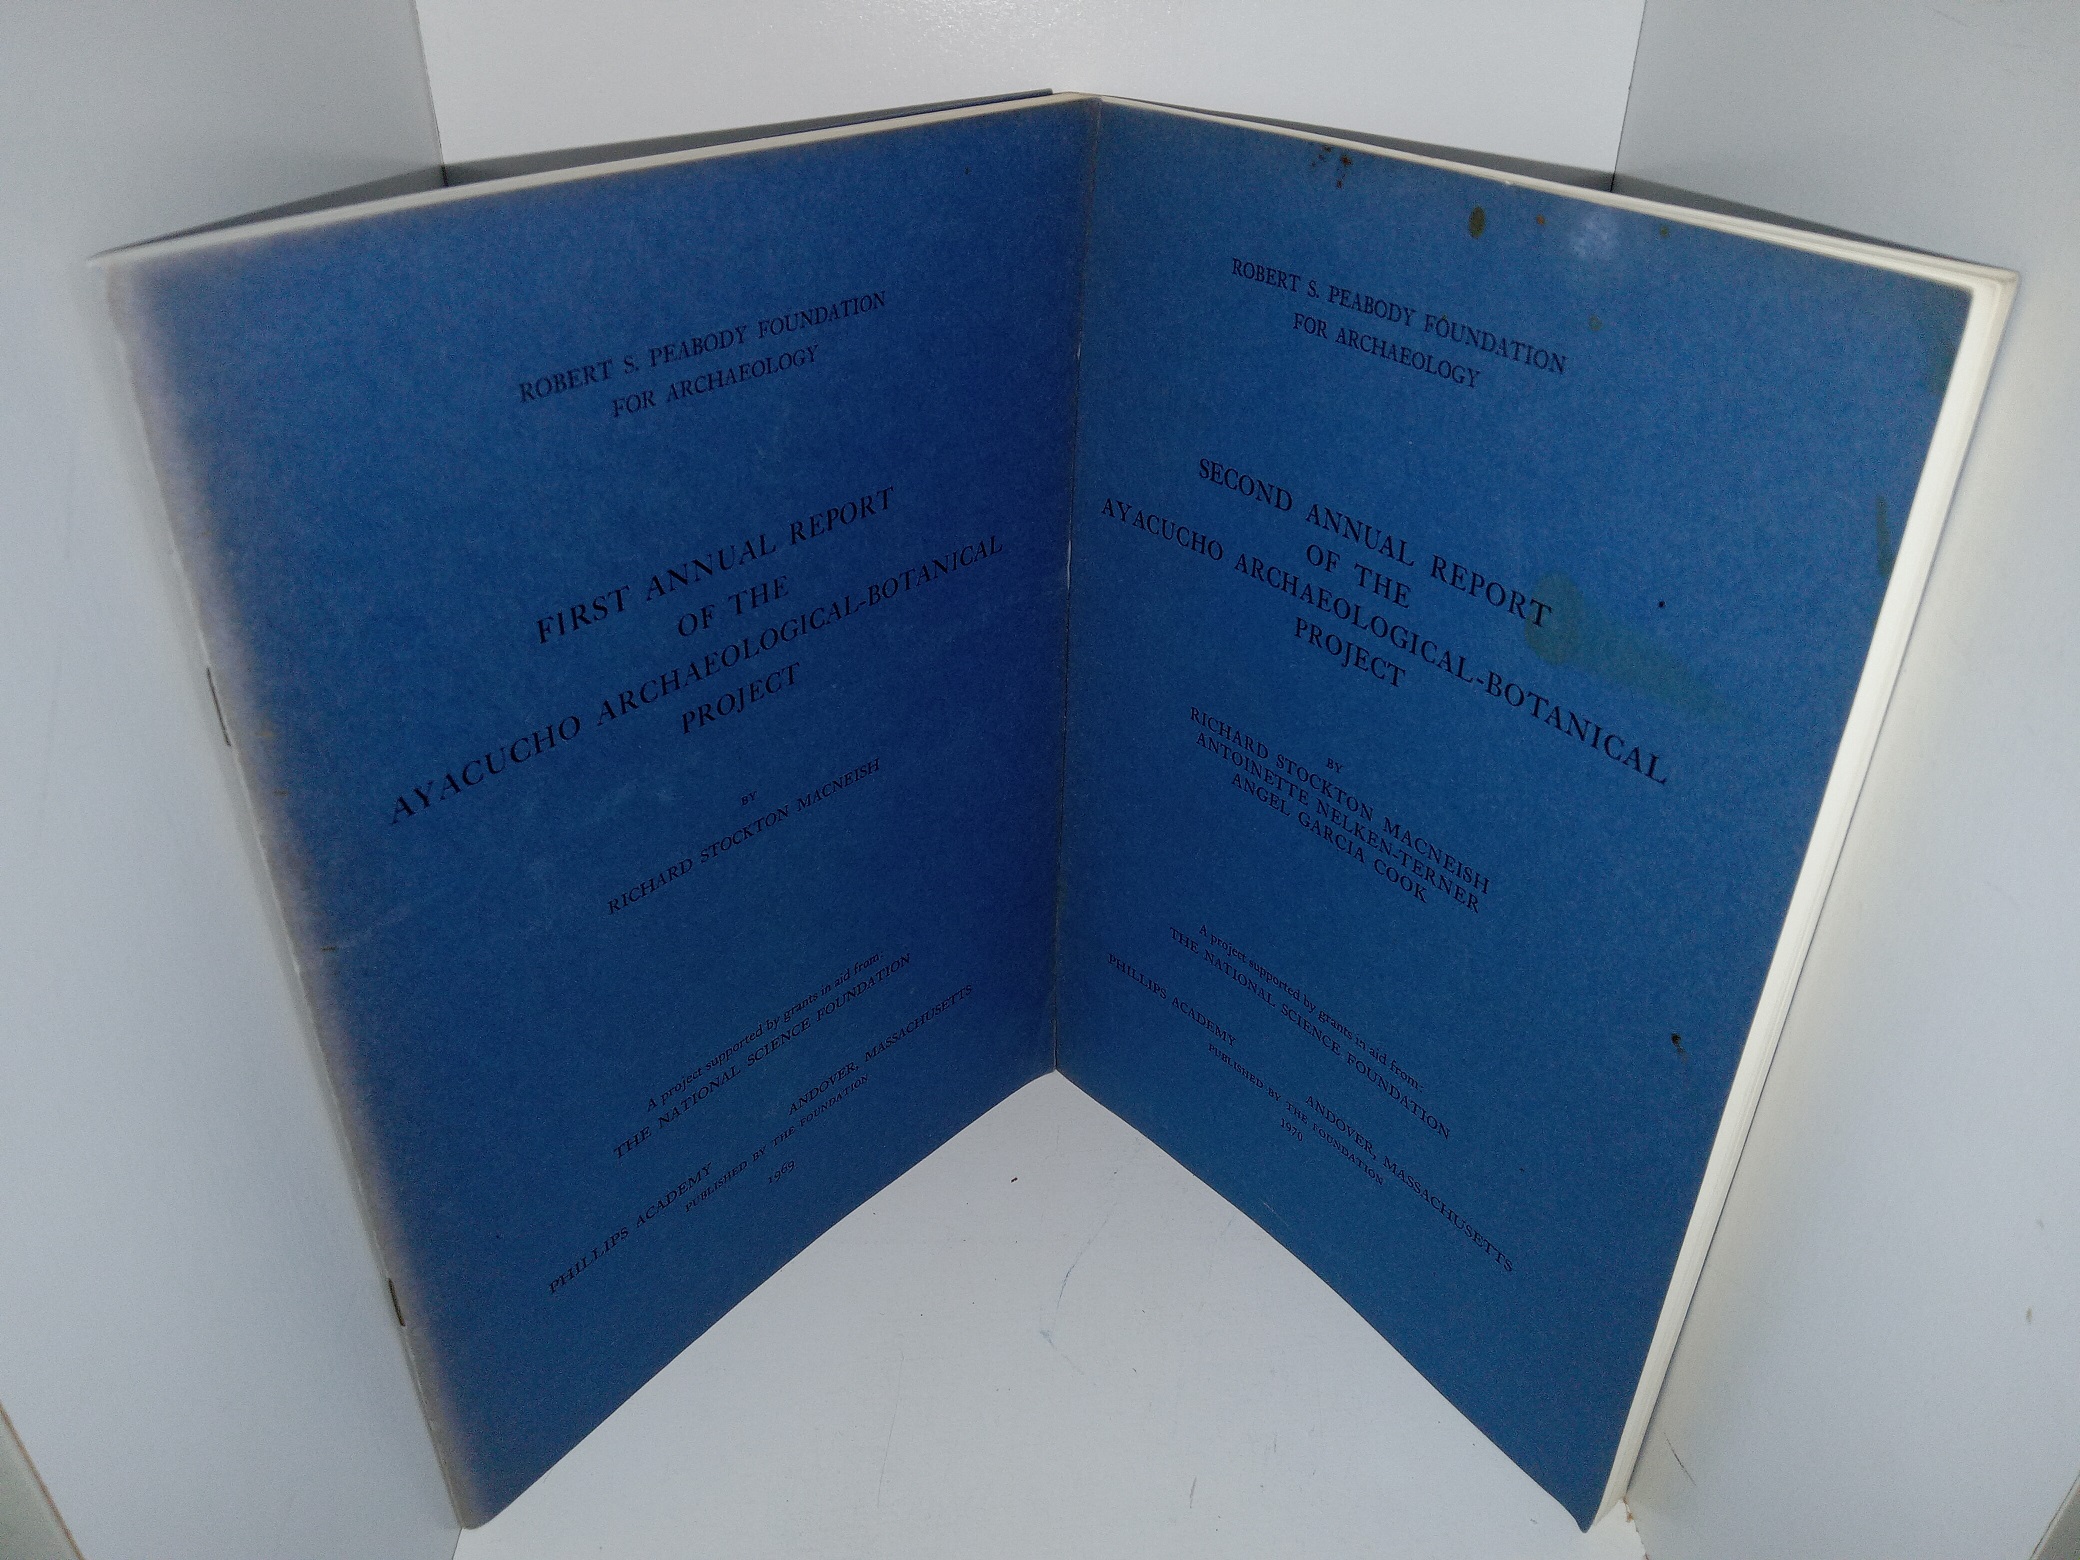 ROBERT S. PEABODY FOUNDATION
FOR ARCHAEOLOGY
FIRST ANNUAL REPORT
OF THE
AYACUCHO ARCHAEOLOGICAL-BOTANICAL
PROJECT
BY
RICHARD STOCKTON MACNEISH
A project supported by grants in aid from-
THE NATIONAL SCIENCE FOUNDATION
PHILLIPS ACADEMY ANDOVER, MASSACHUSETTS
PUBLISHED BY THE FOUNDATION
1969
ROBERT S. PEABODY FOUNDATION
FOR ARCHAEOLOGY
SECOND ANNUAL REPORT
OF THE
AYACUCHO ARCHAEOLOGICAL-BOTANICAL
PROJECT
BY
RICHARD STOCKTON MACNEISH
ANTOINETTE NELKEN-TERNER
ANGEL GARCIA COOK
A project supported by grants in aid from-
THE NATIONAL SCIENCE FOUNDATION
PHILLIPS ACADEMY ANDOVER, MASSACHUSETTS
PUBLISHED BY THE FOUNDATION
1970